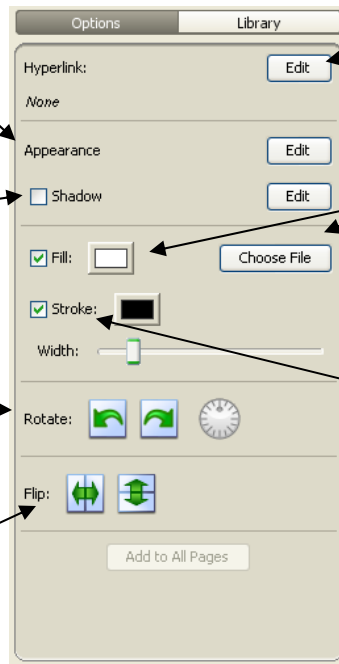 Options Library
Hyperlink: Edit
None
Appearance Edit
Shadow Edit
Fill: Choose File
Stroke:
Width:
Rotate:
Flip:
Add to All Pages